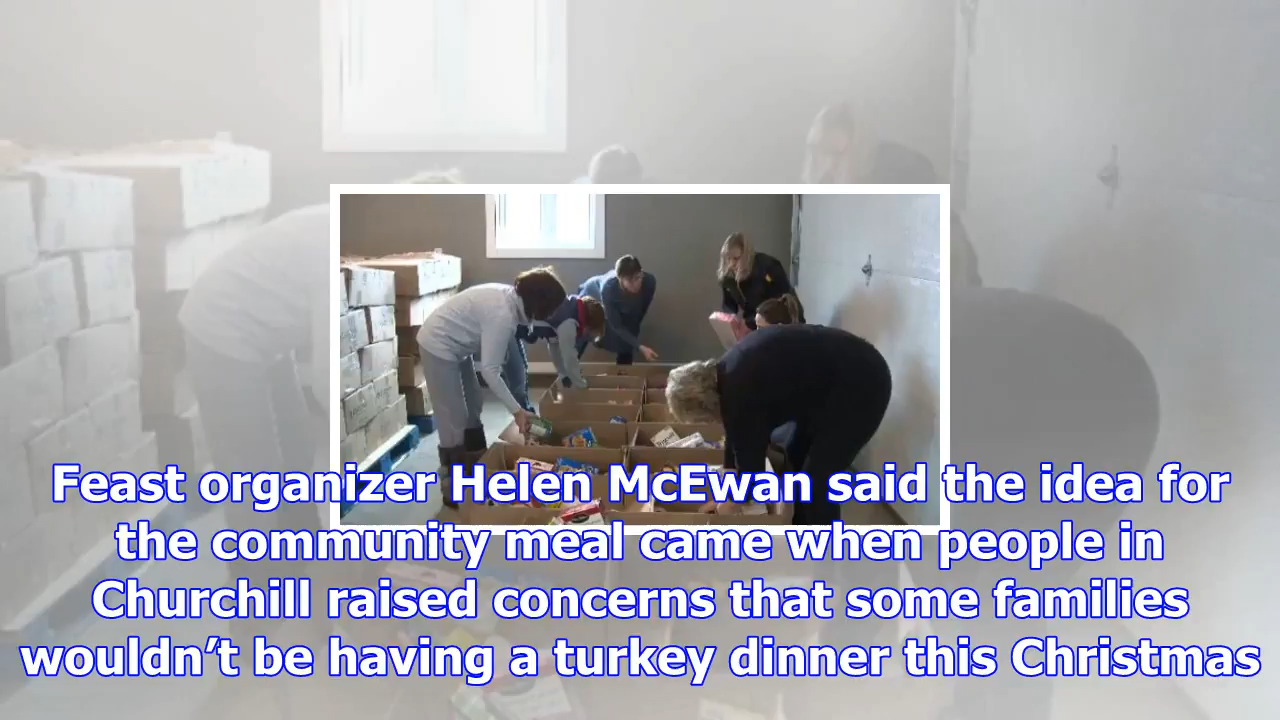 Feast organizer Helen McEwan said the idea for
the community meal came when people in
Churchill raised concerns that some families
wouldn’t be having a turkey dinner this Christmas